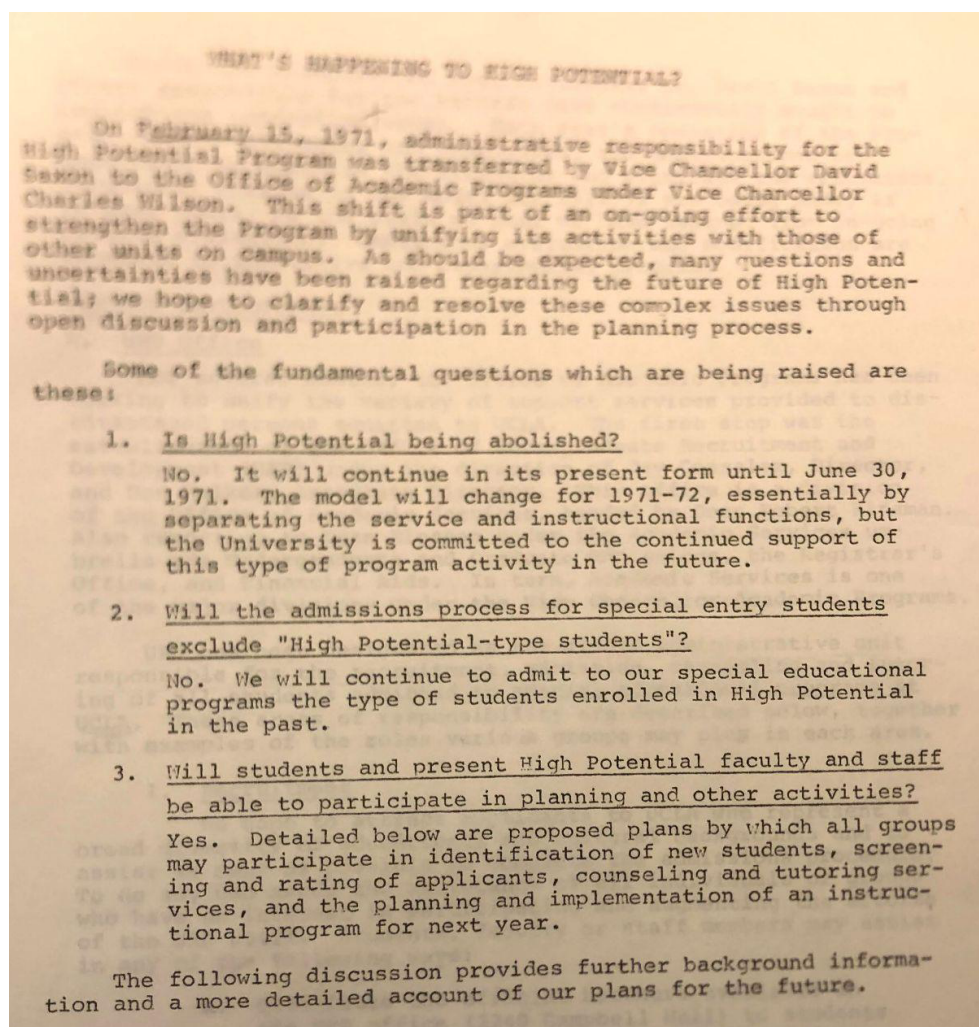 WHAT'S HAPPENING TO HIGH POTENTIAL?
On February 15, 1971, administrative responsibility for the
High Potential Program was transferred by Vice Chancellor David
Saxon to the Office of Academic Programs under Vice Chancellor
Charles Wilson. This shift is part of an on-going effort to
strengthen the Program by unifying its activities with those of
other units on campus. As should be expected, many questions and
uncertainties have been raised regarding the future of High Poten-
tial; we hope to clarify and resolve these complex issues through
open discussion and participation in the planning process.
Some of the fundamental questions which are being raised are
these:
1. Is High Potential being abolished?
No. It will continue in its present form until June 30,
1971. The model will change for 1971-72, essentially by
separating the service and instructional functions, but
the University is committed to the continued support of
this type of program activity in the future.
2. Will the admissions process for special entry students
exclude "High Potential-type students"?
No. We will continue to admit to our special educational
programs the type of students enrolled in High Potential
in the past.
3. Will students and present High Potential faculty and staff
be able to participate in planning and other activities?
Yes. Detailed below are proposed plans by which all groups
may participate in identification of new students, screen-
ing and rating of applicants, counseling and tutoring ser-
vices, and the planning and implementation of an instruc-
tional program for next year.
The following discussion provides further background informa-
tion and a more detailed account of our plans for the future.